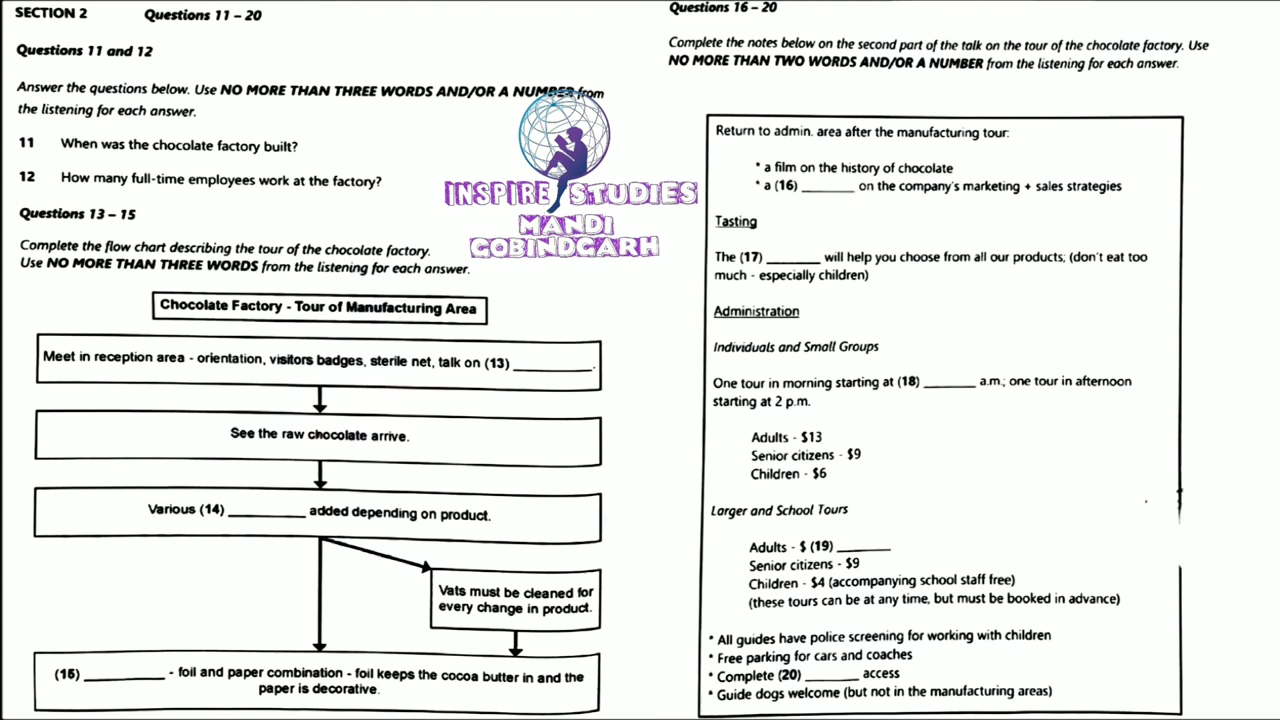 SECTION 2 Questions 11 – 20
Questions 11 and 12
Answer the questions below. Use NO MORE THAN THREE WORDS AND/OR A NUMBER from
the listening for each answer.
11 When was the chocolate factory built?
12 How many full-time employees work at the factory?
Questions 13 – 15
Complete the flow chart describing the tour of the chocolate factory.
Use NO MORE THAN THREE WORDS from the listening for each answer.
Chocolate Factory - Tour of Manufacturing Area
Meet in reception area - orientation, visitors badges, sterile net, talk on (13) ________.
See the raw chocolate arrive.
Various (14) ________ added depending on product.
Vats must be cleaned for
every change in product.
(15) ________ - foil and paper combination - foil keeps the cocoa butter in and the
paper is decorative.
INSPIRE STUDIES
MANDI
GOBINDGARH
Questions 16 – 20
Complete the notes below on the second part of the talk on the tour of the chocolate factory. Use
NO MORE THAN TWO WORDS AND/OR A NUMBER from the listening for each answer.
Return to admin. area after the manufacturing tour:
* a film on the history of chocolate
* a (16) ________ on the company's marketing + sales strategies
Tasting
The (17) ________ will help you choose from all our products; (don't eat too
much - especially children)
Administration
Individuals and Small Groups
One tour in morning starting at (18) ________ a.m.; one tour in afternoon
starting at 2 p.m.
Adults - $13
Senior citizens - $9
Children - $6
Larger and School Tours
Adults - $ (19) ________
Senior citizens - $9
Children - $4 (accompanying school staff free)
(these tours can be at any time, but must be booked in advance)
* All guides have police screening for working with children
* Free parking for cars and coaches
* Complete (20) ________ access
* Guide dogs welcome (but not in the manufacturing areas)